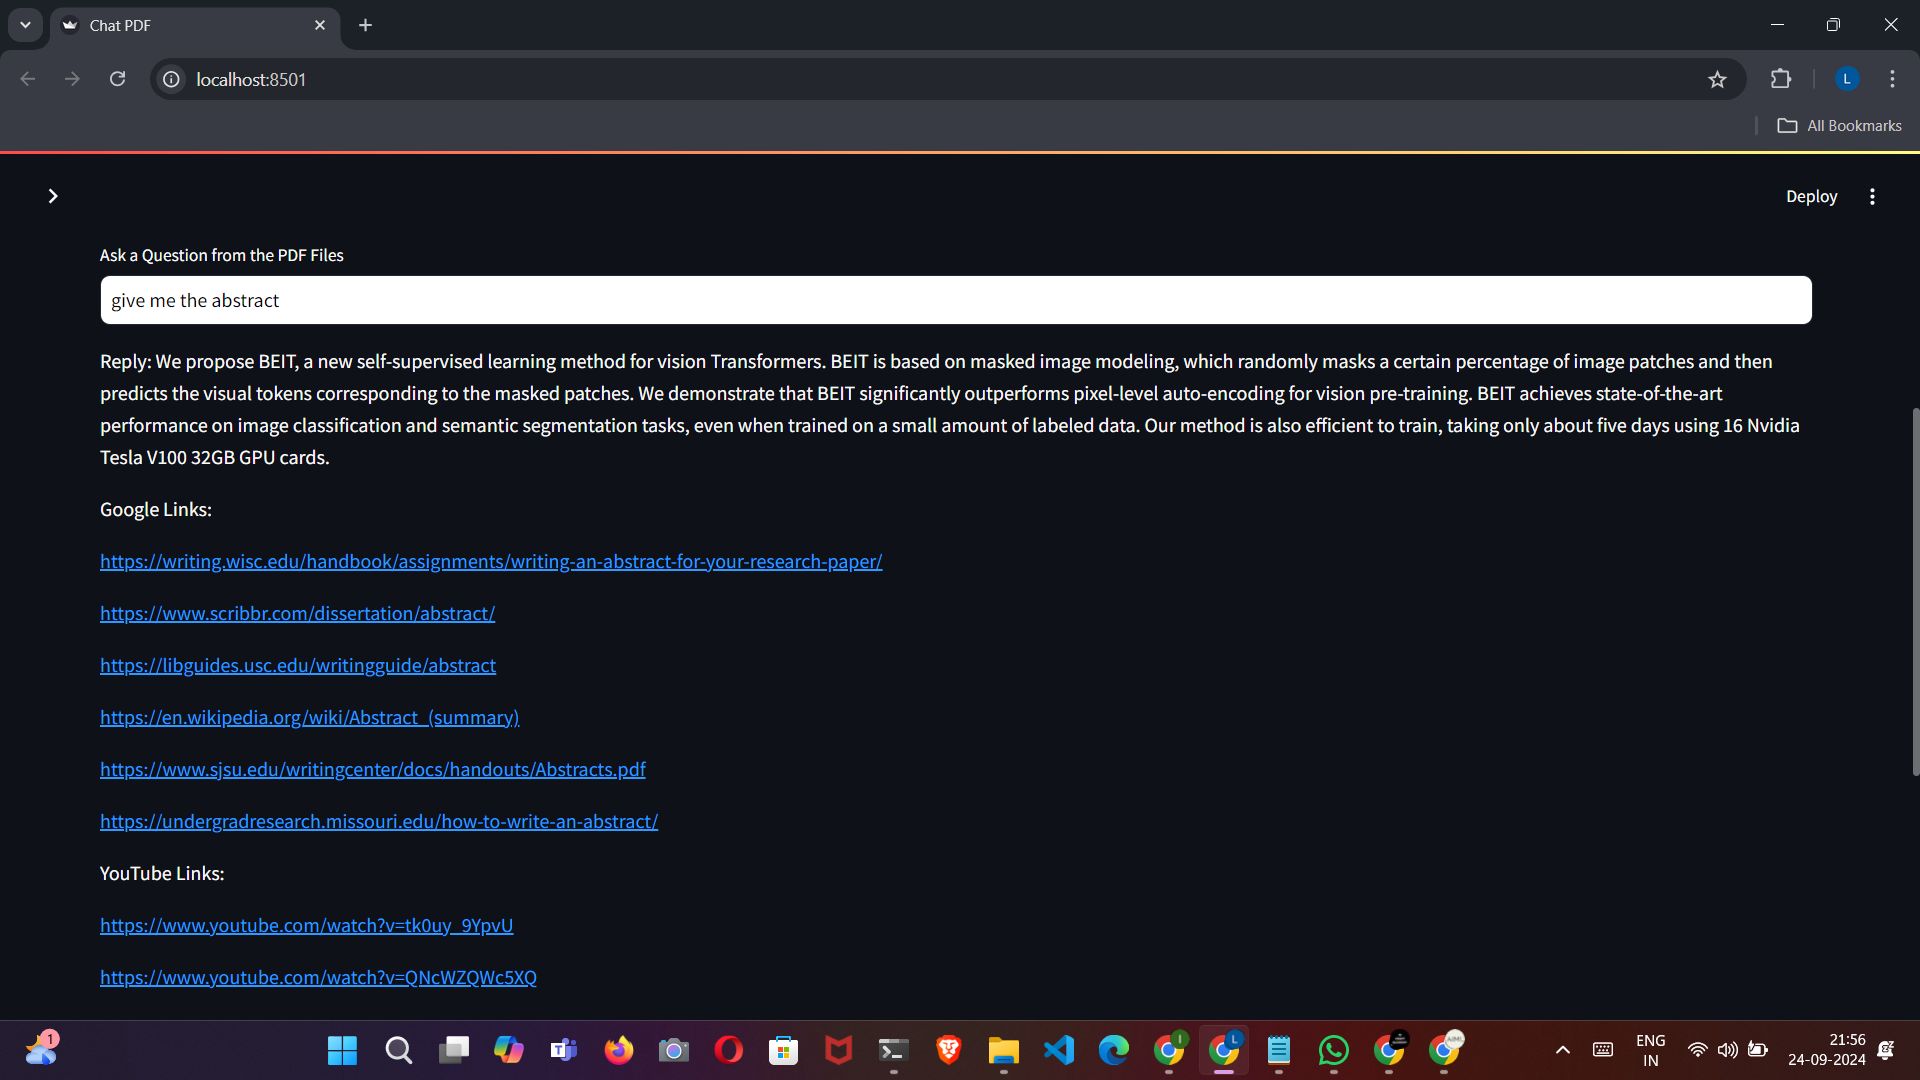 Chat PDF
localhost:8501
L
All Bookmarks
Deploy
Ask a Question from the PDF Files
give me the abstract
Reply: We propose BEIT, a new self-supervised learning method for vision Transformers. BEIT is based on masked image modeling, which randomly masks a certain percentage of image patches and then
predicts the visual tokens corresponding to the masked patches. We demonstrate that BEIT significantly outperforms pixel-level auto-encoding for vision pre-training. BEIT achieves state-of-the-art
performance on image classification and semantic segmentation tasks, even when trained on a small amount of labeled data. Our method is also efficient to train, taking only about five days using 16 Nvidia
Tesla V100 32GB GPU cards.
Google Links:
https://writing.wisc.edu/handbook/assignments/writing-an-abstract-for-your-research-paper/
https://www.scribbr.com/dissertation/abstract/
https://libguides.usc.edu/writingguide/abstract
https://en.wikipedia.org/wiki/Abstract_(summary)
https://www.sjsu.edu/writingcenter/docs/handouts/Abstracts.pdf
https://undergradresearch.missouri.edu/how-to-write-an-abstract/
YouTube Links:
https://www.youtube.com/watch?v=tk0uy_9YpvU
https://www.youtube.com/watch?v=QNcWZQWc5XQ
1
I
L
ENG
IN
21:56
24-09-2024